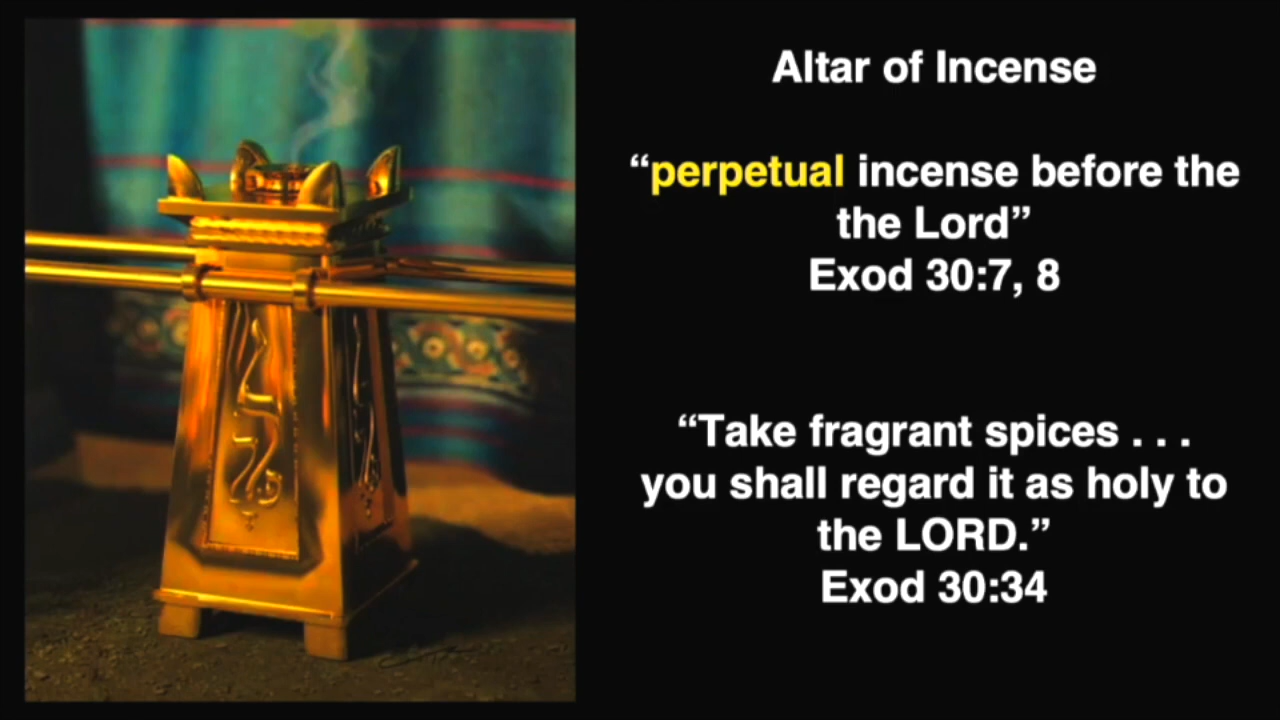 Altar of Incense
“perpetual incense before the
the Lord”
Exod 30:7, 8
“Take fragrant spices . . .
you shall regard it as holy to
the LORD.”
Exod 30:34